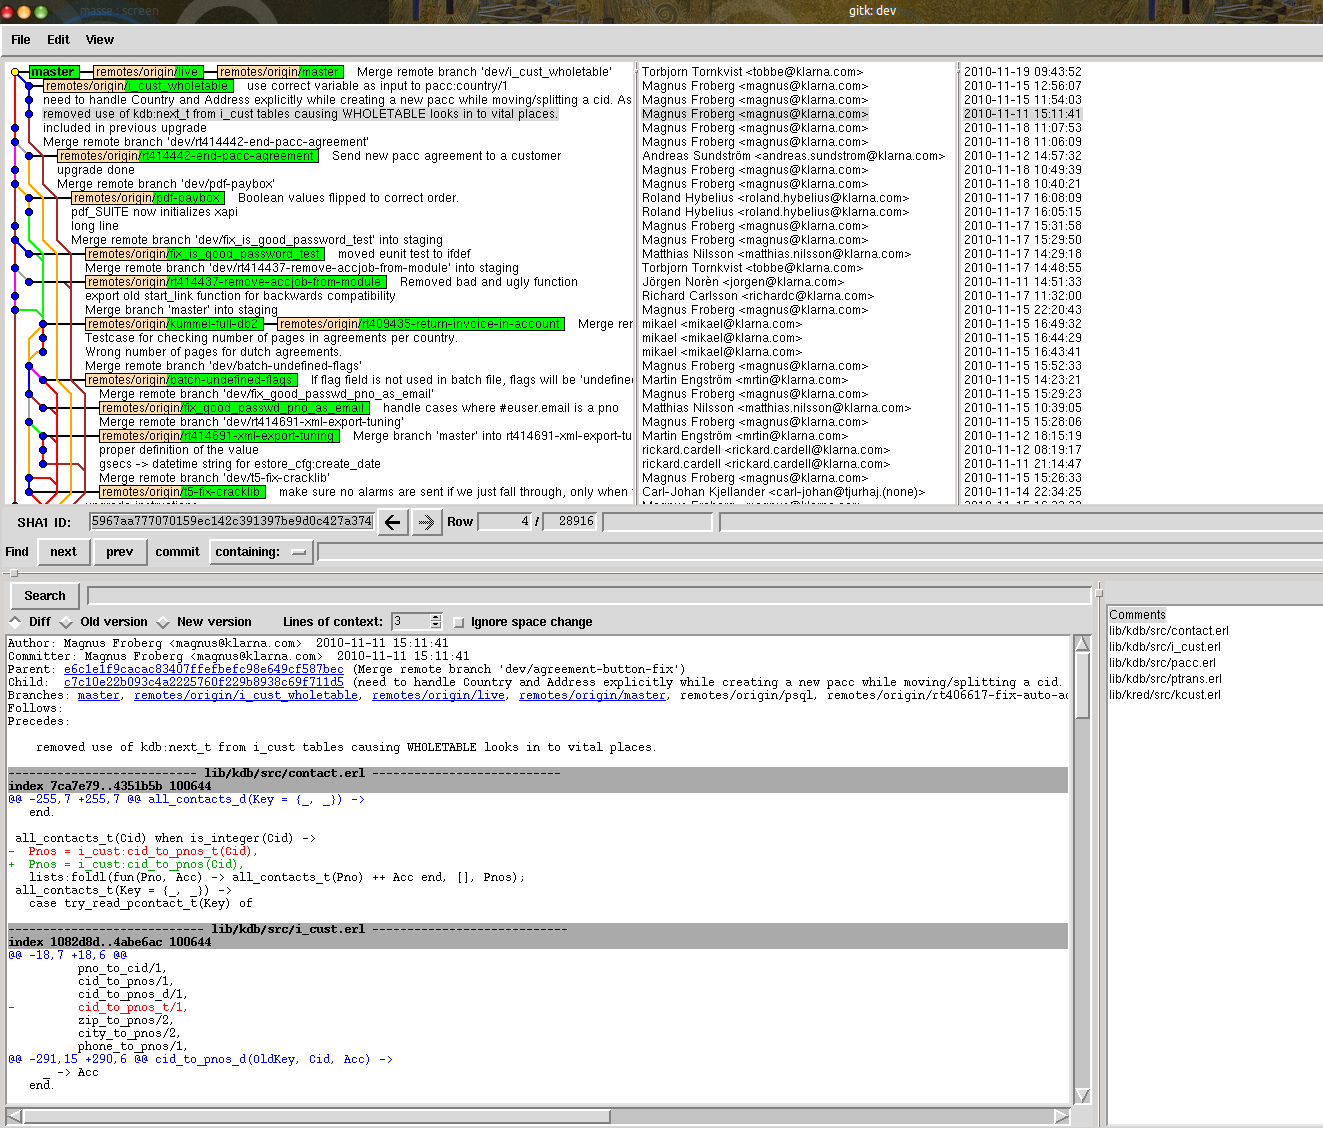 masse : screen
gitk: dev
File Edit View
master remotes/origin/live remotes/origin/master Merge remote branch 'dev/i_cust_wholetable' Torbjorn Tornkvist <tobbe@klarna.com> 2010-11-19 09:43:52
remotes/origin/i_cust_wholetable use correct variable as input to pacc:country/1 Magnus Froberg <magnus@klarna.com> 2010-11-15 12:56:07
need to handle Country and Address explicitly while creating a new pacc while moving/splitting a cid. As Magnus Froberg <magnus@klarna.com> 2010-11-15 11:54:03
removed use of kdb:next_t from i_cust tables causing WHOLETABLE looks in to vital places. Magnus Froberg <magnus@klarna.com> 2010-11-11 15:11:41
included in previous upgrade Magnus Froberg <magnus@klarna.com> 2010-11-18 11:07:53
Merge remote branch 'dev/rt414442-end-pacc-agreement' Magnus Froberg <magnus@klarna.com> 2010-11-18 11:06:09
remotes/origin/rt414442-end-pacc-agreement Send new pacc agreement to a customer Andreas Sundström <andreas.sundstrom@klarna.com> 2010-11-12 14:57:32
upgrade done Magnus Froberg <magnus@klarna.com> 2010-11-18 10:49:39
Merge remote branch 'dev/pdf-paybox' Magnus Froberg <magnus@klarna.com> 2010-11-18 10:40:21
remotes/origin/pdf-paybox Boolean values flipped to correct order. Roland Hybelius <roland.hybelius@klarna.com> 2010-11-17 16:08:09
pdf_SUITE now initializes xapi Roland Hybelius <roland.hybelius@klarna.com> 2010-11-17 16:05:15
long line Magnus Froberg <magnus@klarna.com> 2010-11-17 15:31:58
Merge remote branch 'dev/fix_is_good_password_test' into staging Magnus Froberg <magnus@klarna.com> 2010-11-17 15:29:50
remotes/origin/fix_is_good_password_test moved eunit test to ifdef Matthias Nilsson <matthias.nilsson@klarna.com> 2010-11-17 14:29:18
Merge remote branch 'dev/rt414437-remove-accjob-from-module' into staging Torbjorn Tornkvist <tobbe@klarna.com> 2010-11-17 14:48:55
remotes/origin/rt414437-remove-accjob-from-module Removed bad and ugly function Jörgen Norèn <jorgen@klarna.com> 2010-11-11 14:51:33
export old start_link function for backwards compatibility Richard Carlsson <richardc@klarna.com> 2010-11-17 11:32:00
Merge branch 'master' into staging Magnus Froberg <magnus@klarna.com> 2010-11-15 22:20:43
remotes/origin/kummel-full-db2 remotes/origin/rt409435-return-invoice-in-account Merge rer mikael <mikael@klarna.com> 2010-11-15 16:49:32
Testcase for checking number of pages in agreements per country. mikael <mikael@klarna.com> 2010-11-15 16:44:29
Wrong number of pages for dutch agreements. mikael <mikael@klarna.com> 2010-11-15 16:43:41
Merge remote branch 'dev/batch-undefined-flags' Magnus Froberg <magnus@klarna.com> 2010-11-15 15:52:33
remotes/origin/batch-undefined-flags If flag field is not used in batch file, flags will be 'undefine Martin Engström <mrtin@klarna.com> 2010-11-15 14:23:21
Merge remote branch 'dev/fix_good_passwd_pno_as_email' Magnus Froberg <magnus@klarna.com> 2010-11-15 15:29:23
remotes/origin/fix_good_passwd_pno_as_email handle cases where #euser.email is a pno Matthias Nilsson <matthias.nilsson@klarna.com> 2010-11-15 10:39:05
Merge remote branch 'dev/rt414691-xml-export-tuning' Magnus Froberg <magnus@klarna.com> 2010-11-15 15:28:06
remotes/origin/rt414691-xml-export-tuning Merge branch 'master' into rt414691-xml-export-tu Martin Engström <mrtin@klarna.com> 2010-11-12 18:15:19
proper definition of the value rickard.cardell <rickard.cardell@klarna.com> 2010-11-12 08:19:17
gsecs -> datetime string for estore_cfg:create_date rickard.cardell <rickard.cardell@klarna.com> 2010-11-11 21:14:47
Merge remote branch 'dev/t5-fix-cracklib' Magnus Froberg <magnus@klarna.com> 2010-11-15 15:26:33
remotes/origin/t5-fix-cracklib make sure no alarms are sent if we just fall through, only when Carl-Johan Kjellander <carl-johan@tjurhaj.(none)> 2010-11-14 22:34:25
SHA1 ID: 5967aa777070159ec142c391397be9d0c427a374 Row 4 / 28916
Find next prev commit containing:
Search
Diff Old version New version Lines of context: 3 Ignore space change
Author: Magnus Froberg <magnus@klarna.com> 2010-11-11 15:11:41
Committer: Magnus Froberg <magnus@klarna.com> 2010-11-11 15:11:41
Parent: e6c1e1f9cacac83407ffefbefc98e649cf587bec (Merge remote branch 'dev/agreement-button-fix')
Child: c7c10e22b093c4a2225760f229b8938c69f711d5 (need to handle Country and Address explicitly while creating a new pacc while moving/splitting a cid.
Branches: master, remotes/origin/i_cust_wholetable, remotes/origin/live, remotes/origin/master, remotes/origin/psql, remotes/origin/rt406617-fix-auto-ac
Follows:
Precedes:
removed use of kdb:next_t from i_cust tables causing WHOLETABLE looks in to vital places.
--------------------------- lib/kdb/src/contact.erl ---------------------------
index 7ca7e79..4351b5b 100644
@@ -255,7 +255,7 @@ all_contacts_d(Key = {_, _}) ->
end.
all_contacts_t(Cid) when is_integer(Cid) ->
- Pnos = i_cust:cid_to_pnos_t(Cid),
+ Pnos = i_cust:cid_to_pnos(Cid),
lists:foldl(fun(Pno, Acc) -> all_contacts_t(Pno) ++ Acc end, [], Pnos);
all_contacts_t(Key = {_, _}) ->
case try_read_pcontact_t(Key) of
---------------------------- lib/kdb/src/i_cust.erl ----------------------------
index 1082d8d..4abe6ac 100644
@@ -18,7 +18,6 @@
pno_to_cid/1,
cid_to_pnos/1,
cid_to_pnos_d/1,
- cid_to_pnos_t/1,
zip_to_pnos/2,
city_to_pnos/2,
phone_to_pnos/1,
@@ -291,15 +290,6 @@ cid_to_pnos_d(OldKey, Cid, Acc) ->
_ -> Acc
end.
Comments
lib/kdb/src/contact.erl
lib/kdb/src/i_cust.erl
lib/kdb/src/pacc.erl
lib/kdb/src/ptrans.erl
lib/kred/src/kcust.erl